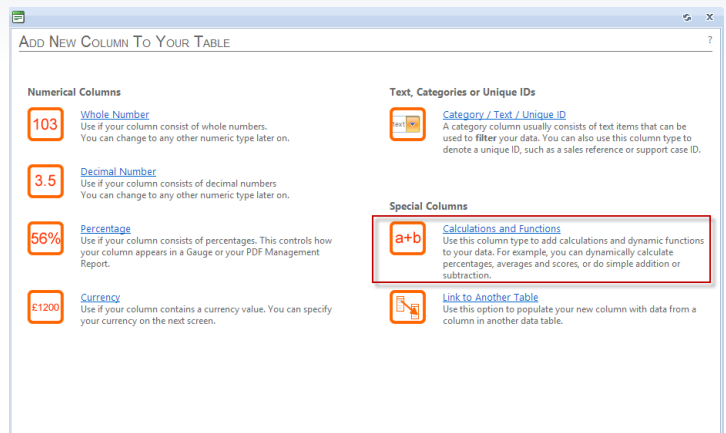 x
ADD NEW COLUMN TO YOUR TABLE
?
Numerical Columns
103
Whole Number
Use if your column consist of whole numbers.
You can change to any other numeric type later on.
3.5
Decimal Number
Use if your column consists of decimal numbers
You can change to any other numeric type later on.
56%
Percentage
Use if your column consists of percentages. This controls how
your column appears in a Gauge or your PDF Management
Report.
£1200
Currency
Use if your column contains a currency value. You can specify
your currency on the next screen.
Text, Categories or Unique IDs
text
Category / Text / Unique ID
A category column usually consists of text items that can be
used to filter your data. You can also use this column type to
denote a unique ID, such as a sales reference or support case ID.
Special Columns
a+b
Calculations and Functions
Use this column type to add calculations and dynamic functions
to your data. For example, you can dynamically calculate
percentages, averages and scores, or do simple addition or
subtraction.
Link to Another Table
Use this option to populate your new column with data from a
column in another data table.